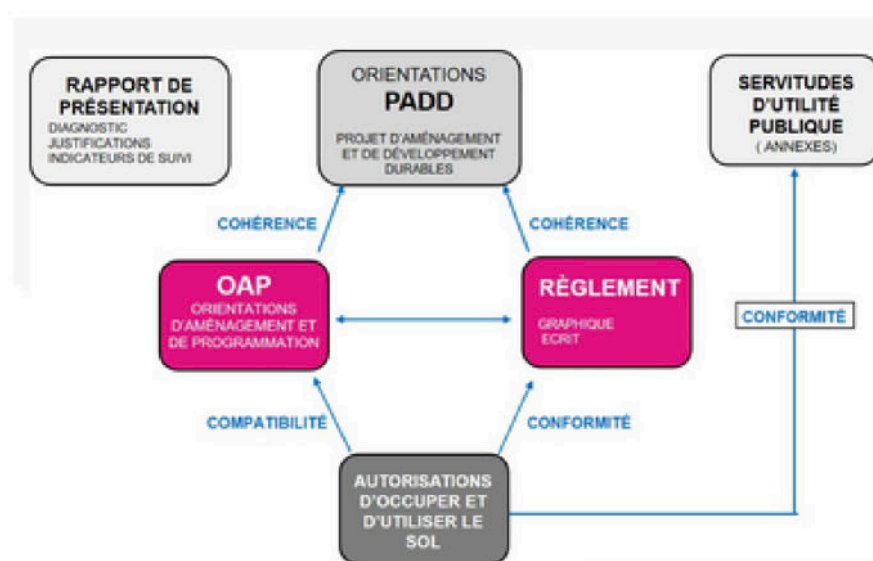 RAPPORT DE
PRÉSENTATION
DIAGNOSTIC
JUSTIFICATIONS
INDICATEURS DE SUIVI
ORIENTATIONS
PADD
PROJET D'AMÉNAGEMENT
ET DE DÉVELOPPEMENT
DURABLES
SERVITUDES
D'UTILITÉ
PUBLIQUE
( ANNEXES)
COHÉRENCE
COHÉRENCE
OAP
ORIENTATIONS
D'AMÉNAGEMENT ET
DE PROGRAMMATION
RÈGLEMENT
GRAPHIQUE
ECRIT
CONFORMITÉ
COMPATIBILITÉ
CONFORMITÉ
AUTORISATIONS
D'OCCUPER ET
D'UTILISER LE
SOL